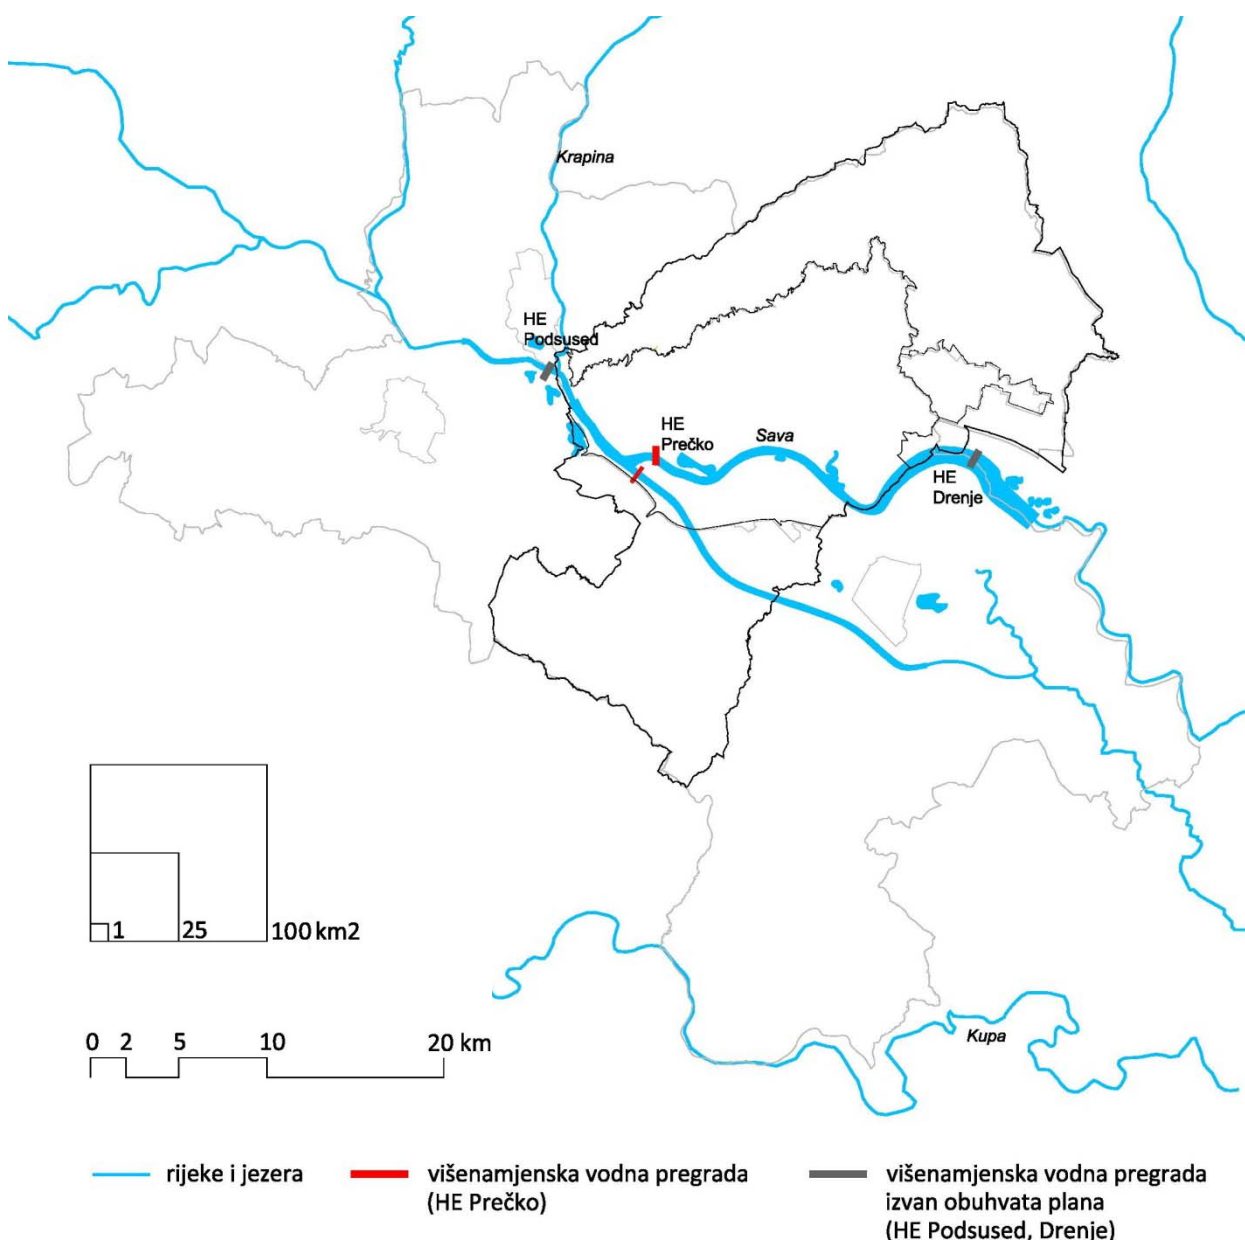 Krapina
HE
Podsused
HE
Prečko
Sava
HE
Drenje
1
25
100 km2
0 2 5 10 20 km
Kupa
rijeke i jezera
višenamjenska vodna pregrada
(HE Prečko)
višenamjenska vodna pregrada
izvan obuhvata plana
(HE Podsused, Drenje)